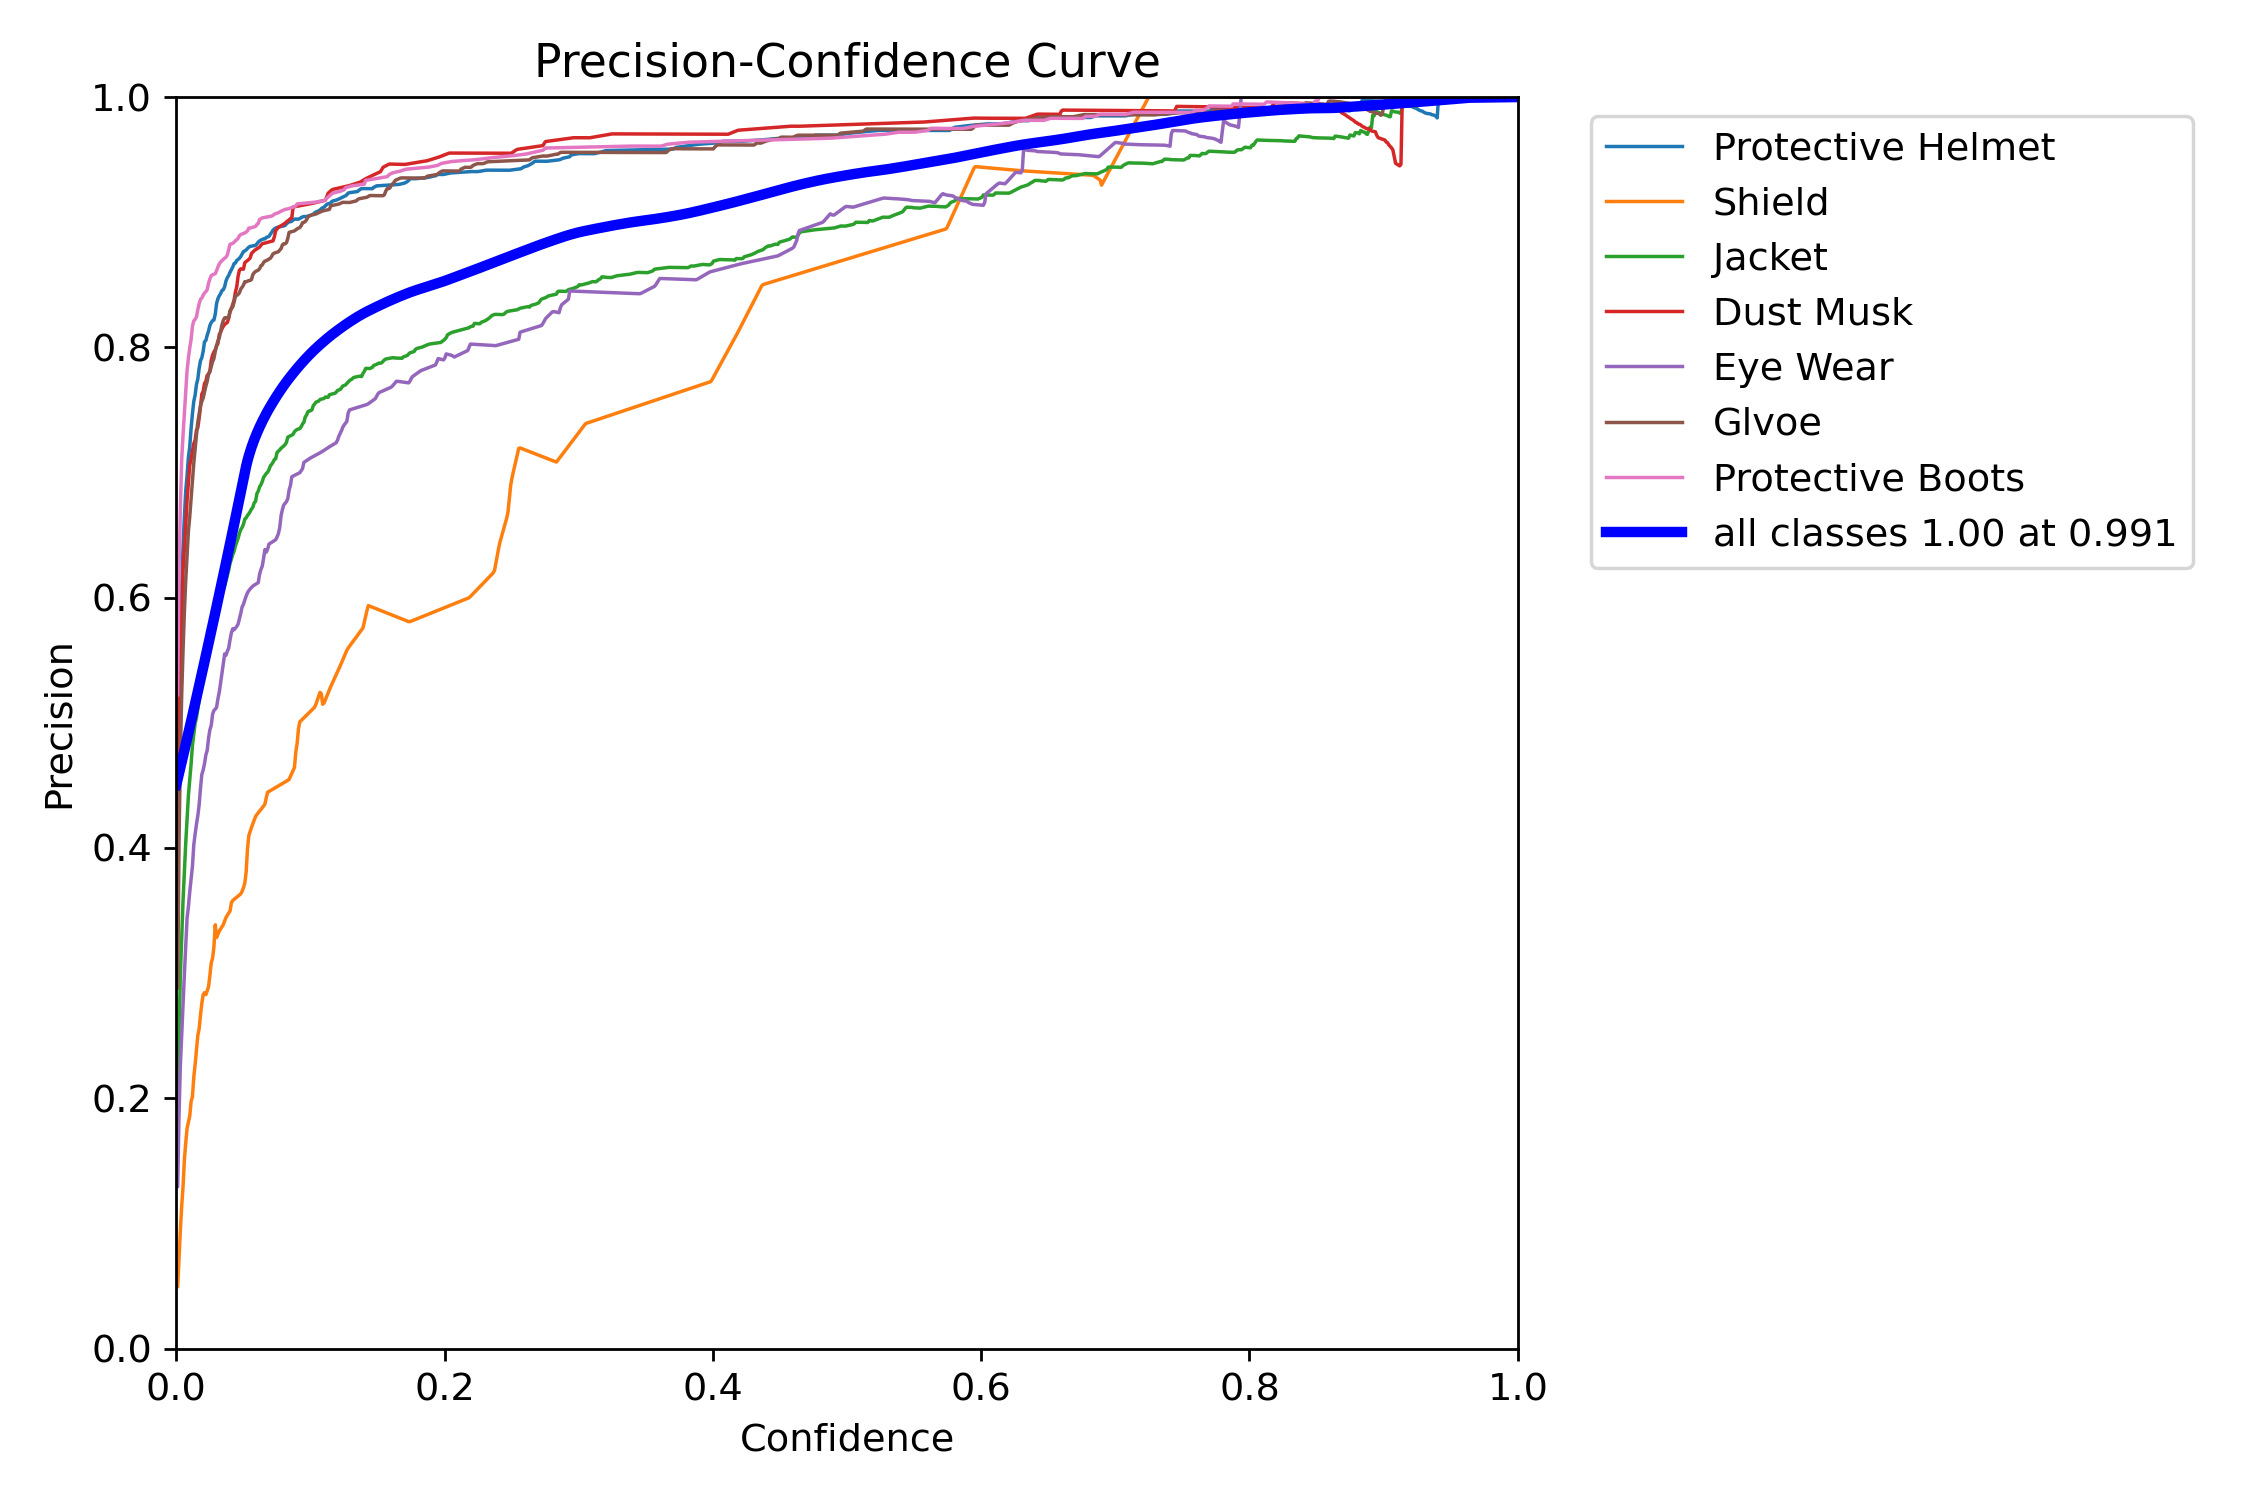 Precision-Confidence Curve
1.0
0.8
0.6
0.4
0.2
0.0
Precision
0.0 0.2 0.4 0.6 0.8 1.0
Confidence
Protective Helmet
Shield
Jacket
Dust Musk
Eye Wear
Glvoe
Protective Boots
all classes 1.00 at 0.991